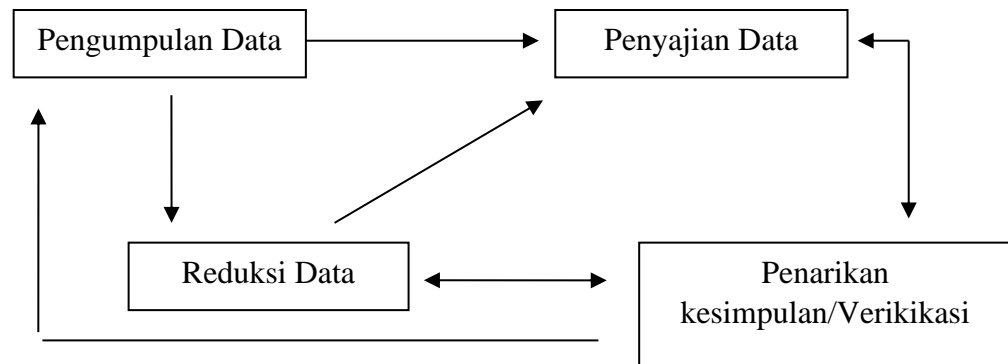 Pengumpulan Data
Penyajian Data
Reduksi Data
Penarikan
kesimpulan/Verikikasi